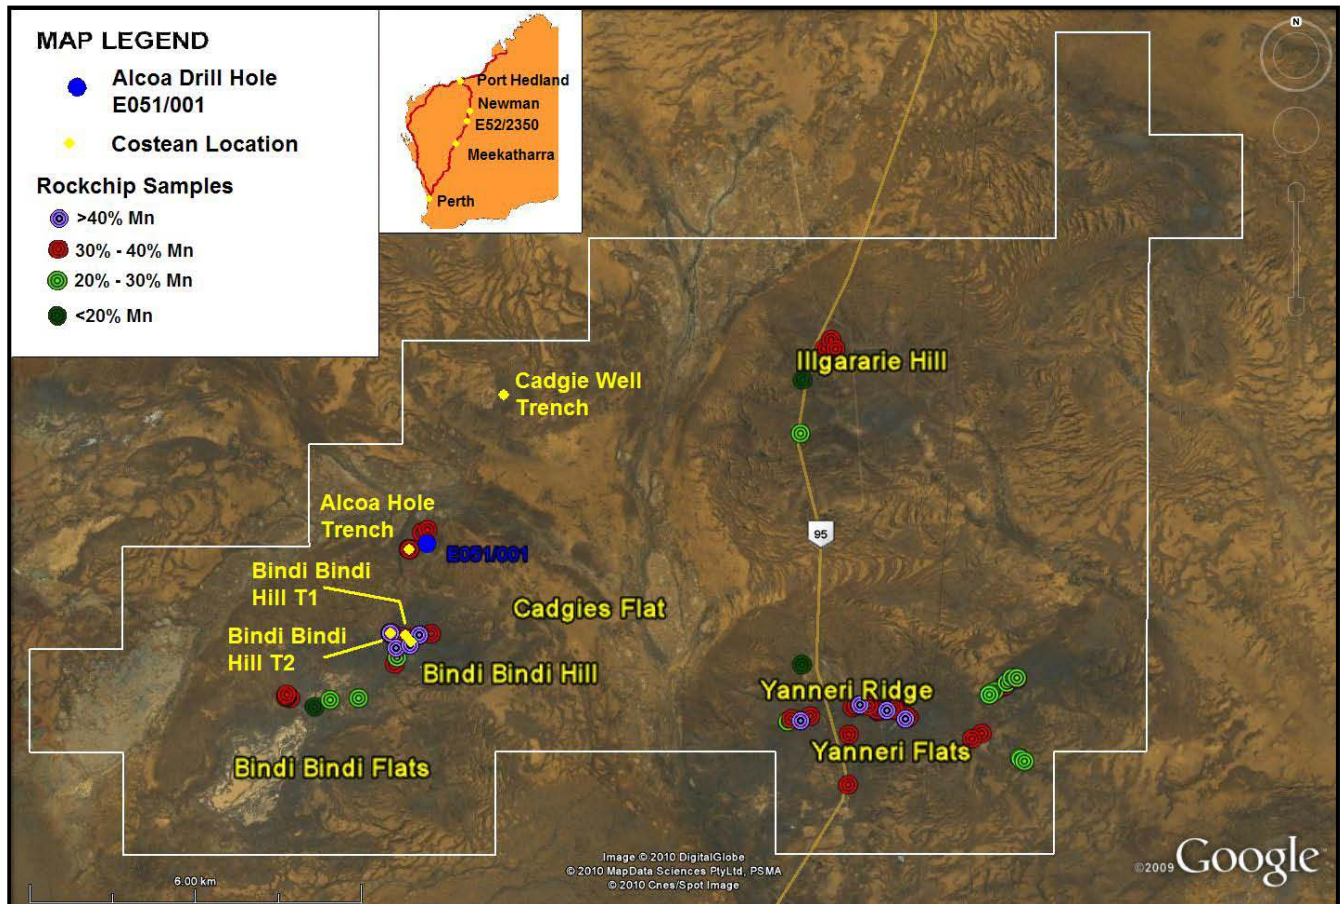 MAP LEGEND
Alcoa Drill Hole
E051/001
Costean Location
Rockchip Samples
>40% Mn
30% - 40% Mn
20% - 30% Mn
<20% Mn
Port Hedland
Newman
E52/2350
Meekatharra
Perth
N
Illgararie Hill
Cadgie Well
Trench
Alcoa Hole
Trench
E051/001
95
Bindi Bindi
Hill T1
Cadgies Flat
Bindi Bindi
Hill T2
Bindi Bindi Hill
Yanneri Ridge
Yanneri Flats
Bindi Bindi Flats
6.00 km
Image © 2010 DigitalGlobe
© 2010 MapData Sciences PtyLtd, PSMA
© 2010 Cnes/Spot Image
©2009 Google